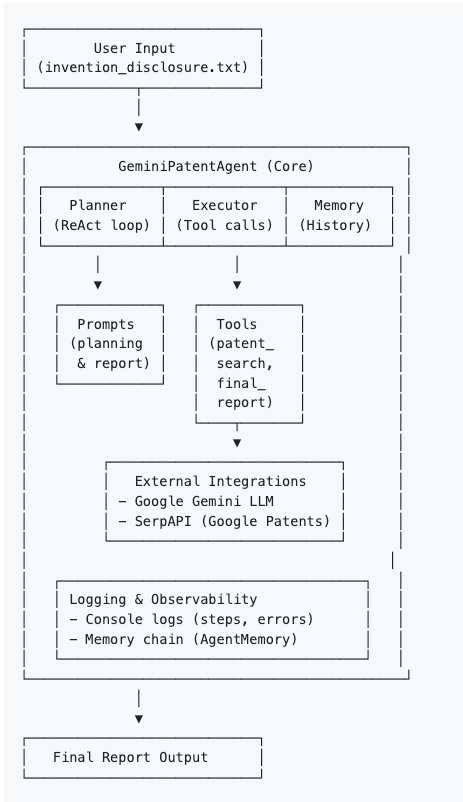 User Input
(invention_disclosure.txt)
GeminiPatentAgent (Core)
Planner Executor Memory
(ReAct loop) (Tool calls) (History)
Prompts
(planning
& report)
Tools
(patent_
search,
final_
report)
External Integrations
– Google Gemini LLM
– SerpAPI (Google Patents)
Logging & Observability
– Console logs (steps, errors)
– Memory chain (AgentMemory)
Final Report Output